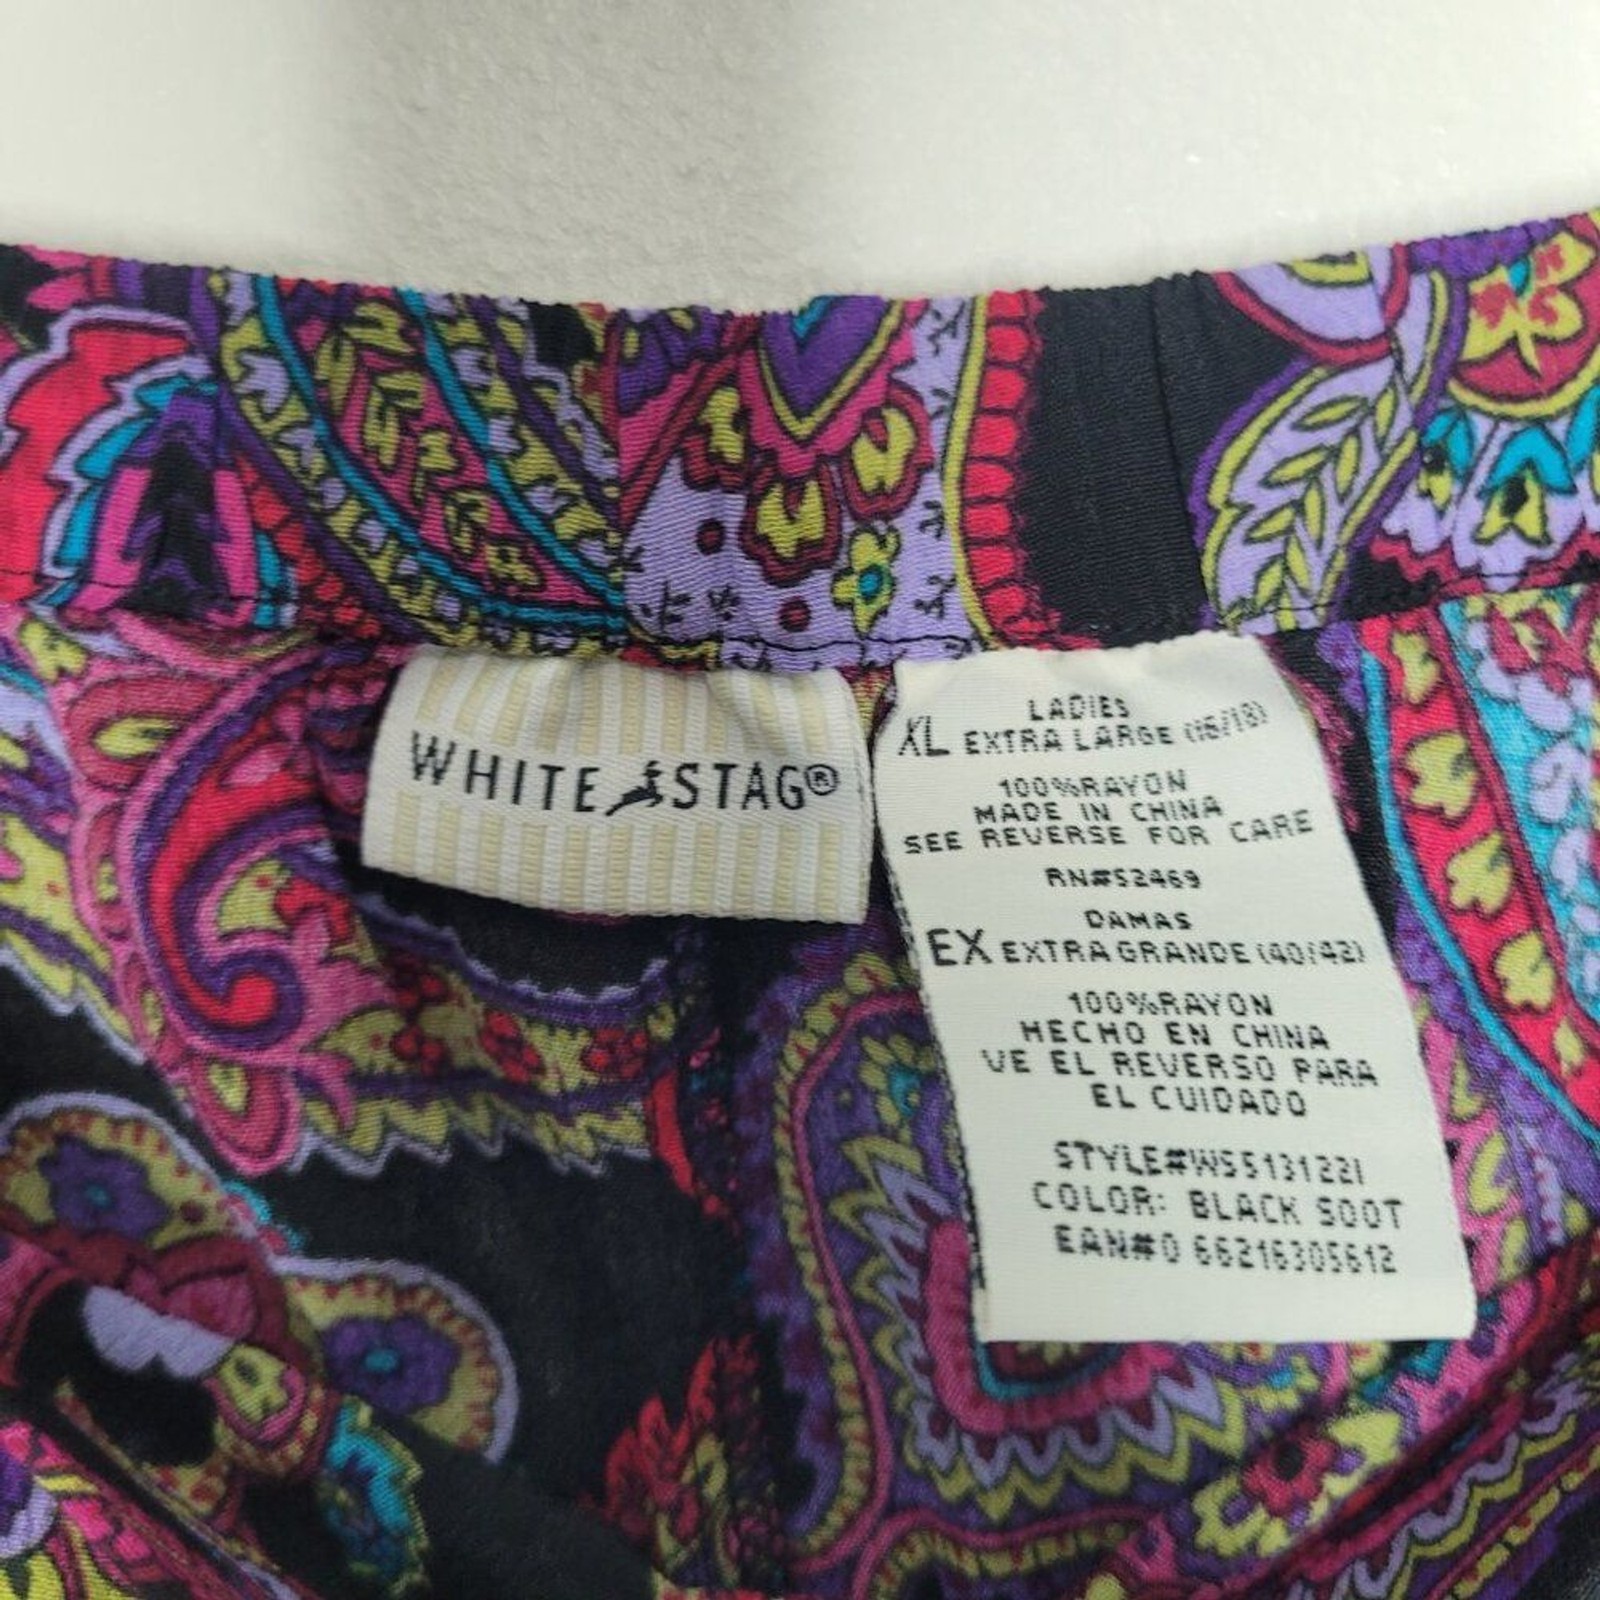 WHITE STAG®
LADIES
XL EXTRA LARGE (16/18)
100%RAYON
MADE IN CHINA
SEE REVERSE FOR CARE
RN#52469
DAMAS
EX EXTRA GRANDE (40/42)
100%RAYON
HECHO EN CHINA
VE EL REVERSO PARA
EL CUIDADO
STYLE#WS5131221
COLOR: BLACK SOOT
EAN#0 66216305612